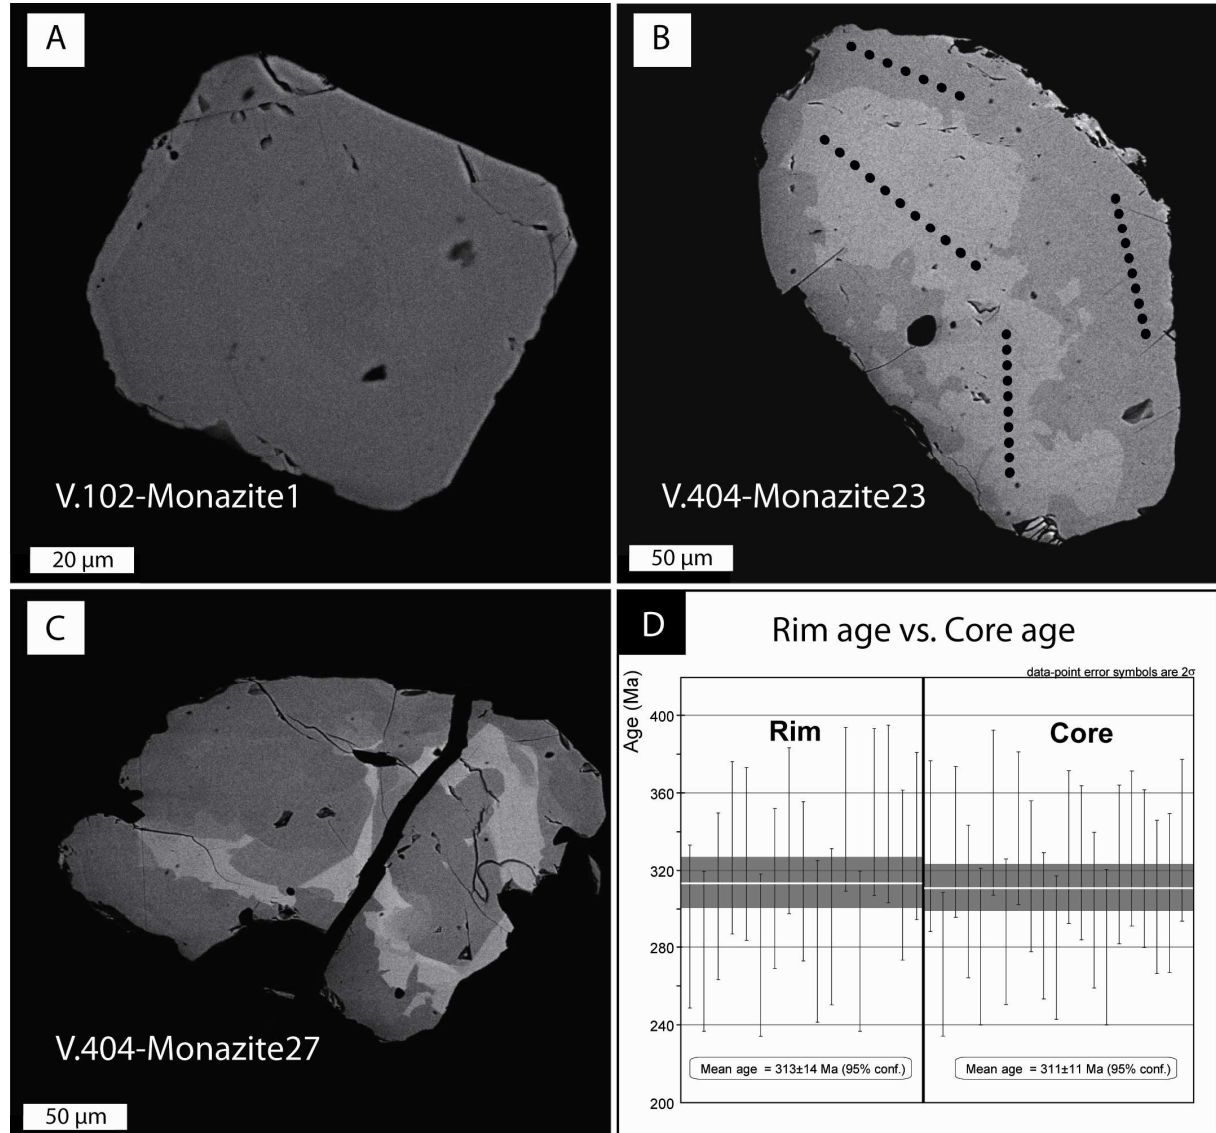 A
V.102-Monazite1
20 µm
B
V.404-Monazite23
50 µm
C
V.404-Monazite27
50 µm
D
Rim age vs. Core age
data-point error symbols are 2σ
Age (Ma)
400
360
320
280
240
200
Rim
Core
Mean age = 313±14 Ma (95% conf.)
Mean age = 311±11 Ma (95% conf.)